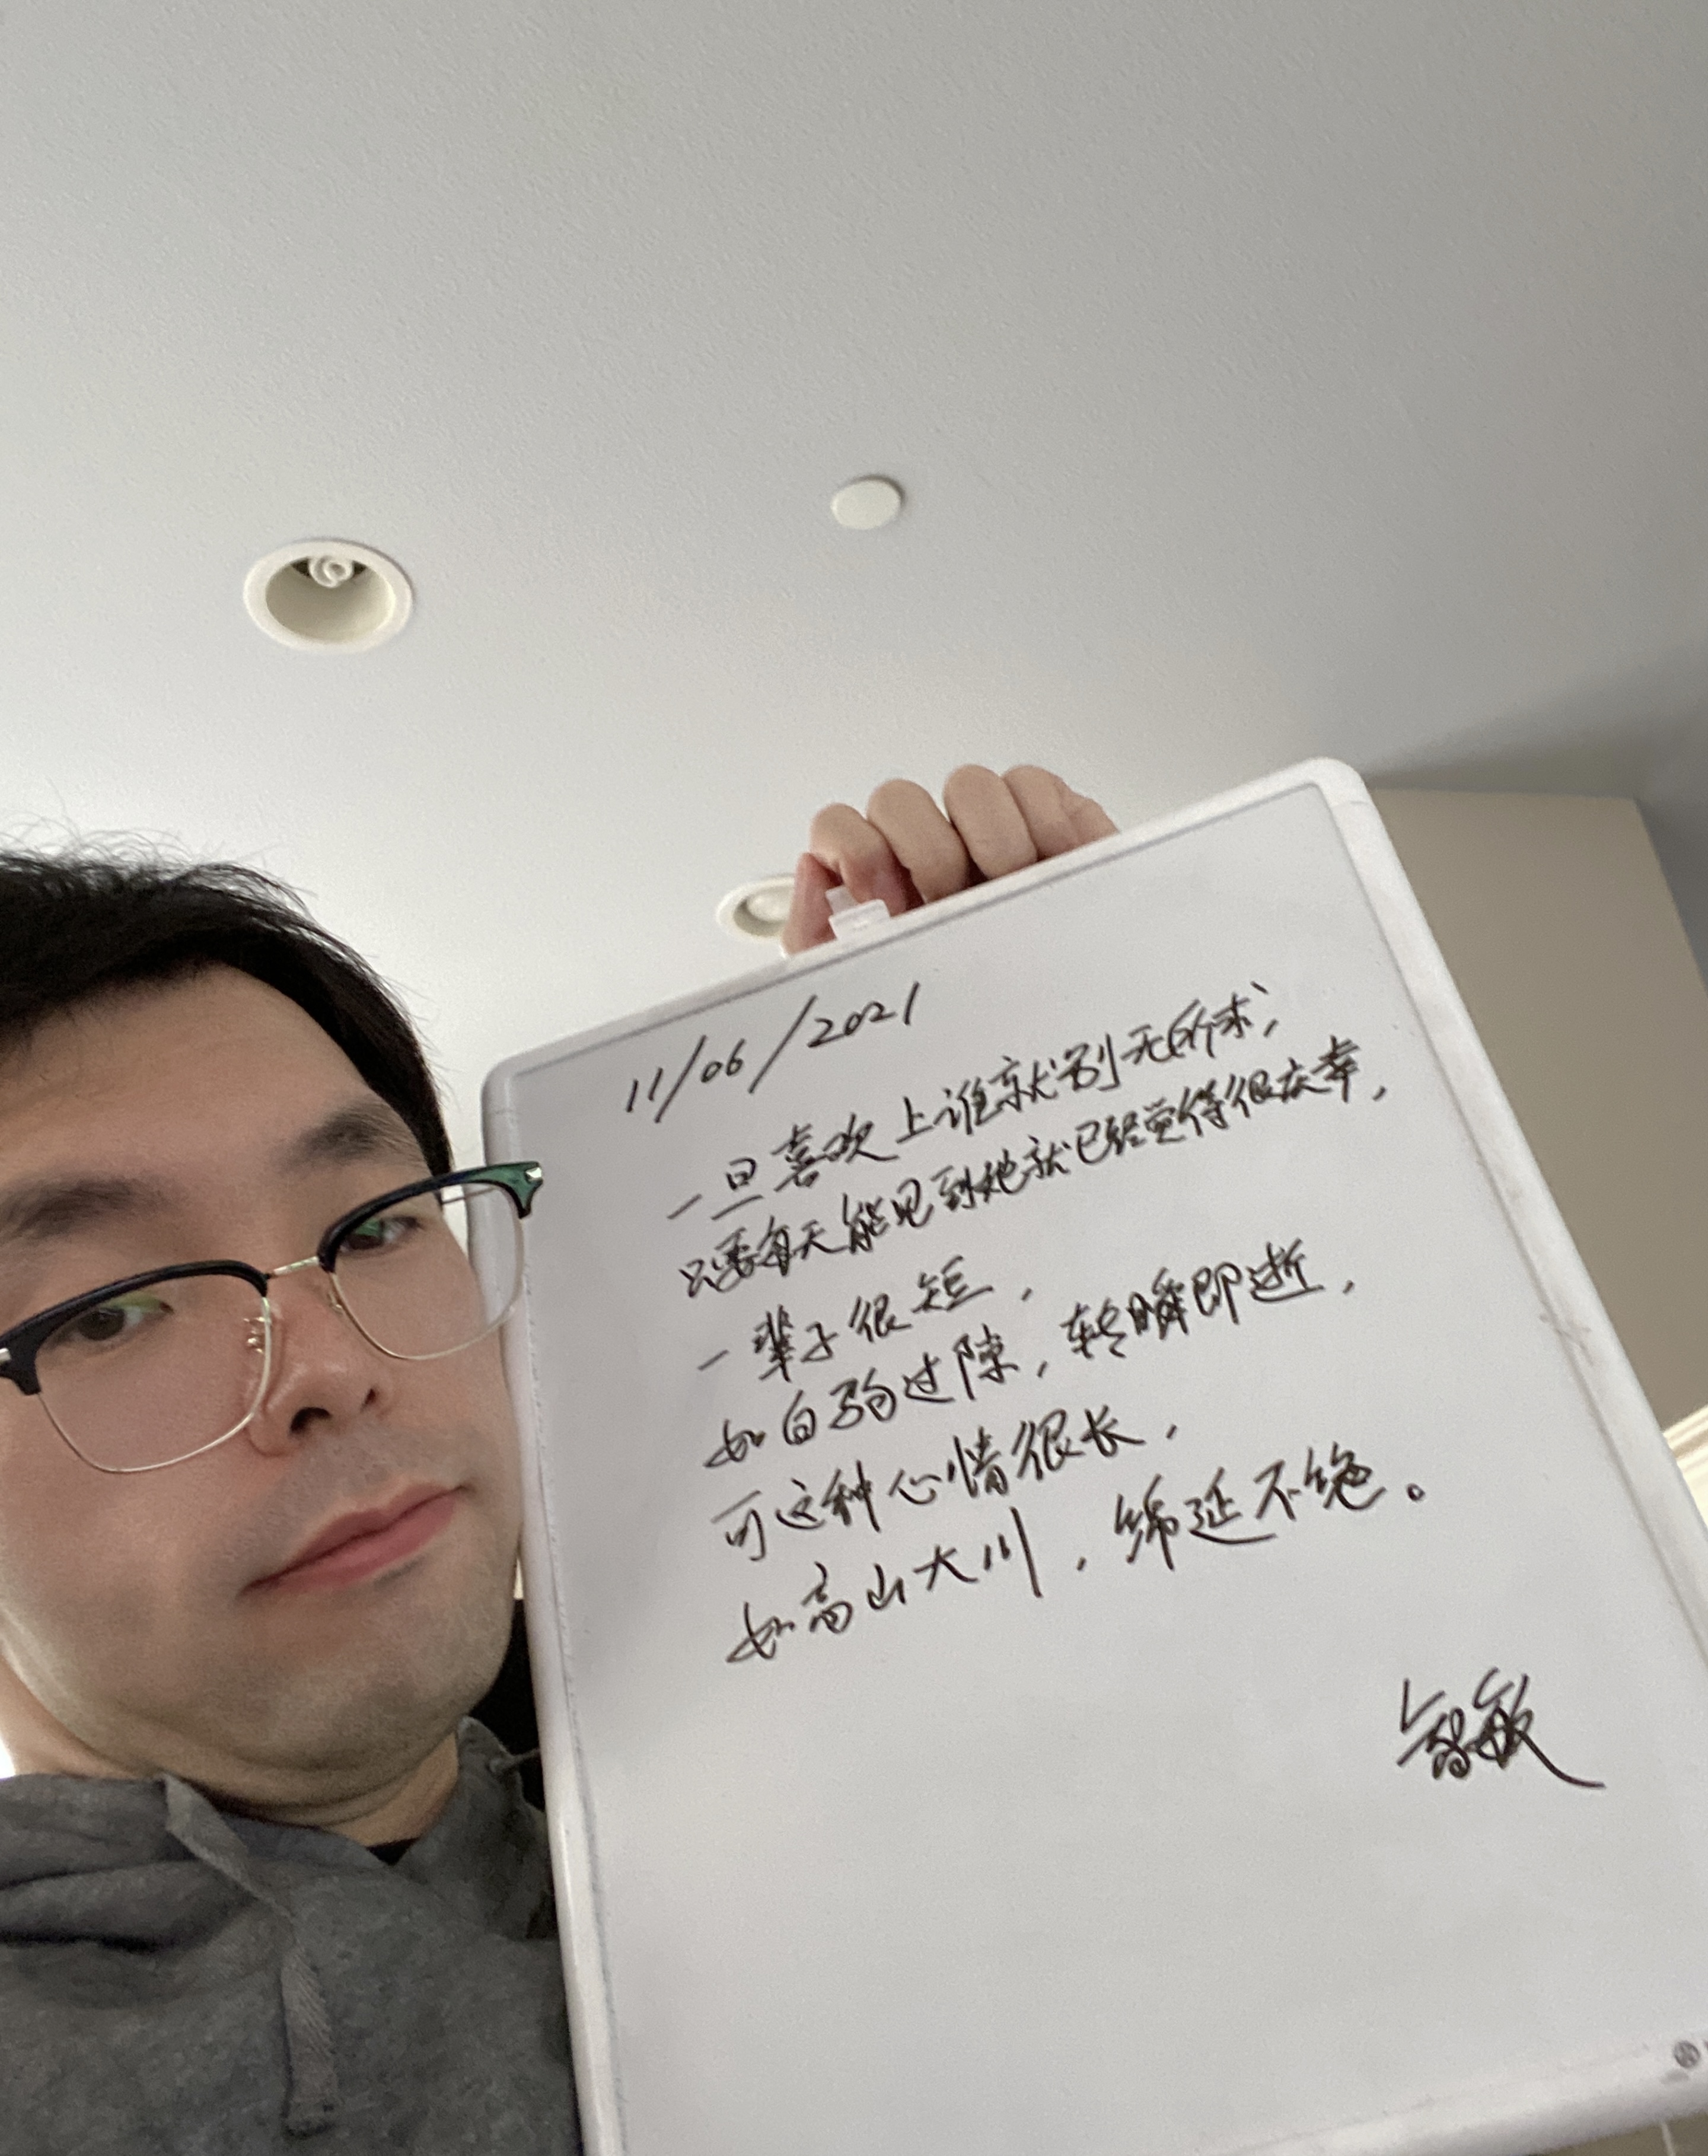 11/06/2021
一旦喜欢上谁就别无所求，
只要每天能见到她就已经觉得很庆幸，
一辈子很短，
如白驹过隙，转瞬即逝，
可这种心情很长，
如高山大川，绵延不绝。
智敏